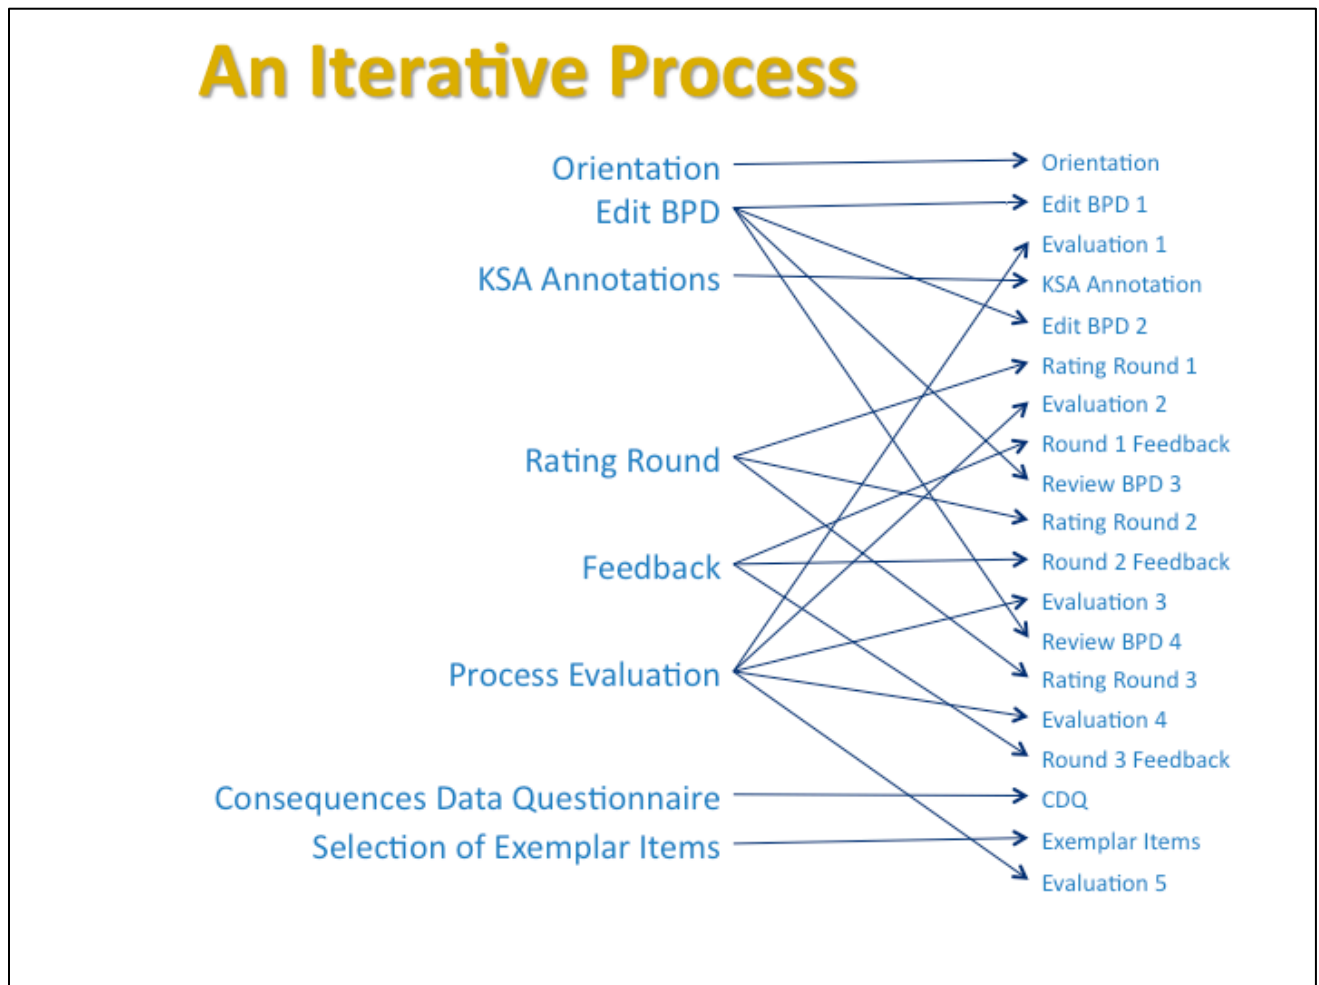 An Iterative Process
Orientation
Edit BPD
KSA Annotations
Rating Round
Feedback
Process Evaluation
Consequences Data Questionnaire
Selection of Exemplar Items
Orientation
Edit BPD 1
Evaluation 1
KSA Annotation
Edit BPD 2
Rating Round 1
Evaluation 2
Round 1 Feedback
Review BPD 3
Rating Round 2
Round 2 Feedback
Evaluation 3
Review BPD 4
Rating Round 3
Evaluation 4
Round 3 Feedback
CDQ
Exemplar Items
Evaluation 5